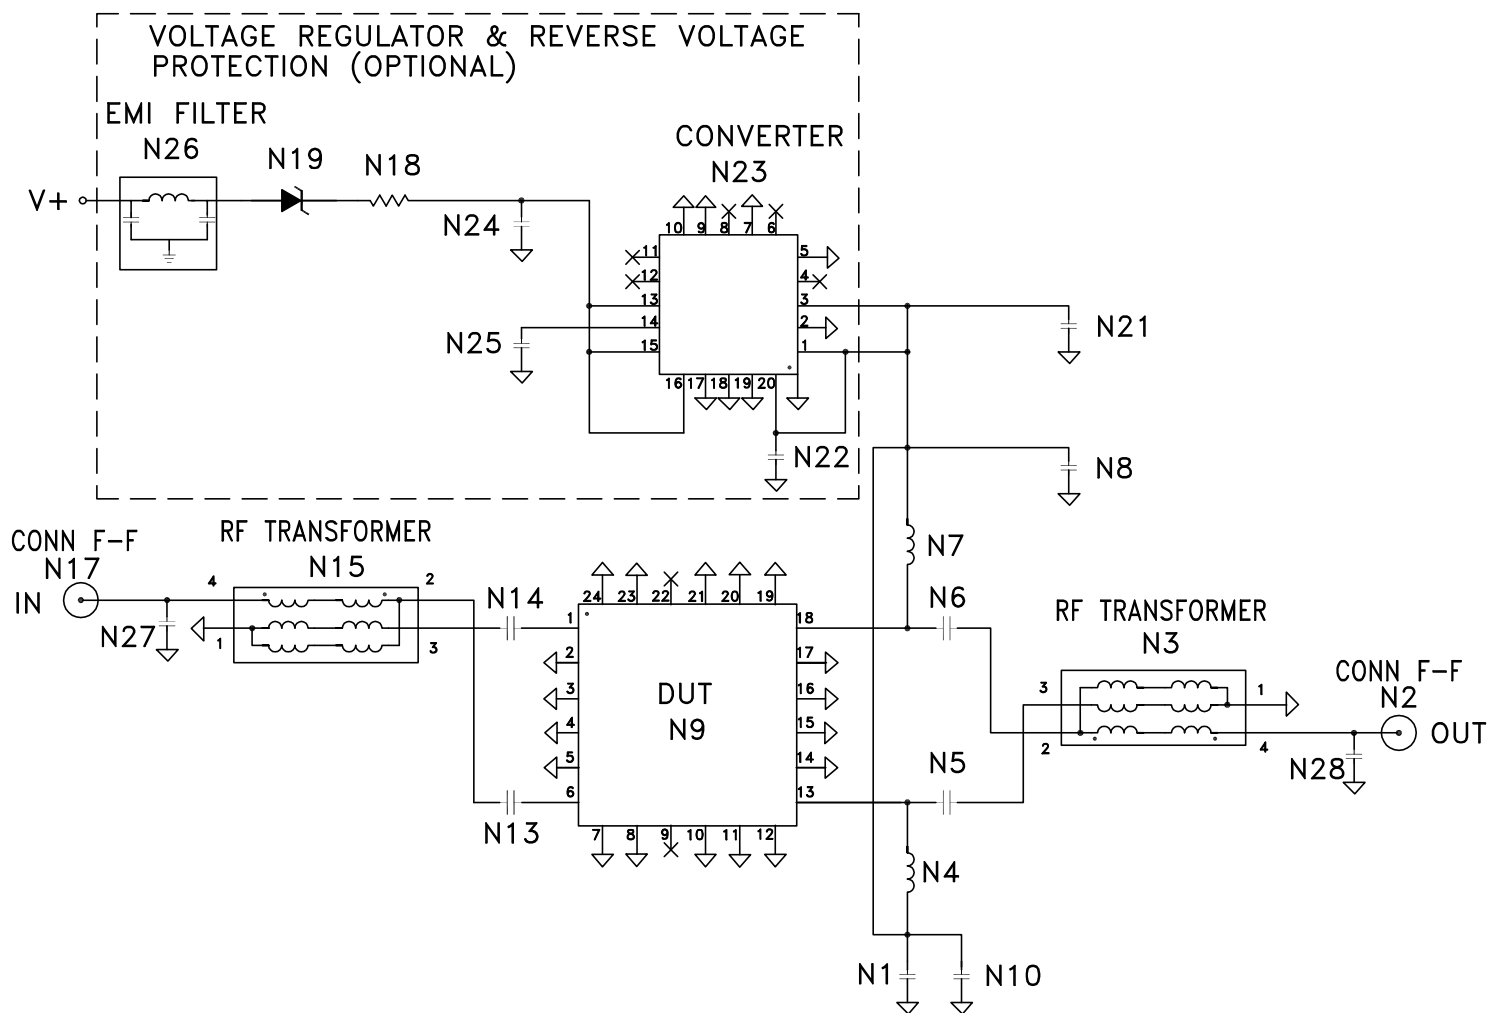 VOLTAGE REGULATOR & REVERSE VOLTAGE
PROTECTION (OPTIONAL)
EMI FILTER
N26
N19
N18
CONVERTER
N23
V+
N24
10 9 8 7 6
11
12
13
14
15
5
4
3
2
1
16 17 18 19 20
N25
N21
N22
N8
CONN F-F
N17
IN
RF TRANSFORMER
N15
4
2
1
3
N27
N14
N13
24 23 22 21 20 19
1
2
3
4
5
6
DUT
N9
18
17
16
15
14
13
7 8 9 10 11 12
N7
N6
N5
N4
N1
N10
RF TRANSFORMER
N3
3
1
2
4
CONN F-F
N2
OUT
N28